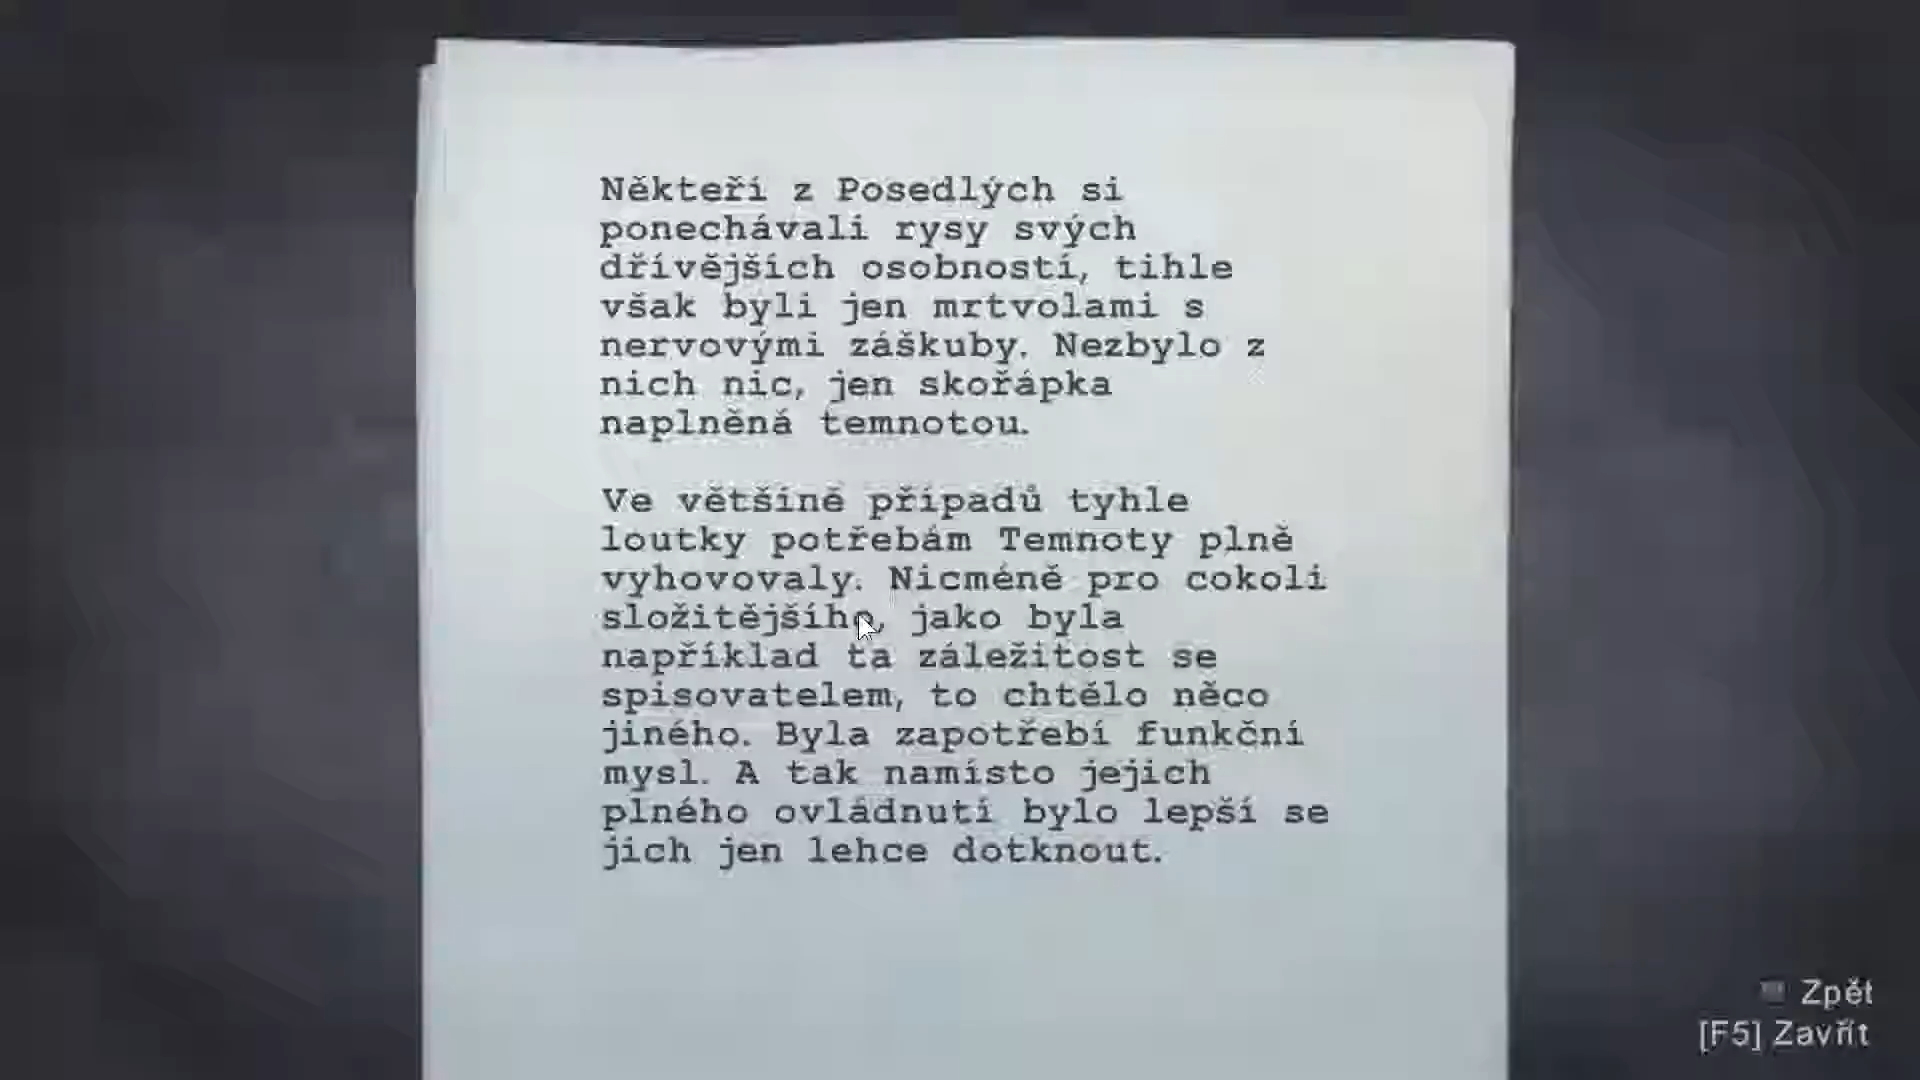 Někteří z Posedlých si
ponechávali rysy svých
dřívějších osobností, tihle
však byli jen mrtvolami s
nervovými záškuby. Nezbylo z
nich nic, jen skořápka
naplněná temnotou.
Ve většině případů tyhle
loutky potřebám Temnoty plně
vyhovovaly. Nicméně pro cokoli
složitějšího, jako byla
například ta záležitost se
spisovatelem, to chtělo něco
jiného. Byla zapotřebí funkční
mysl. A tak namísto jejich
plného ovládnutí bylo lepší se
jich jen lehce dotknout.
Zpět
[F5] Zavřít